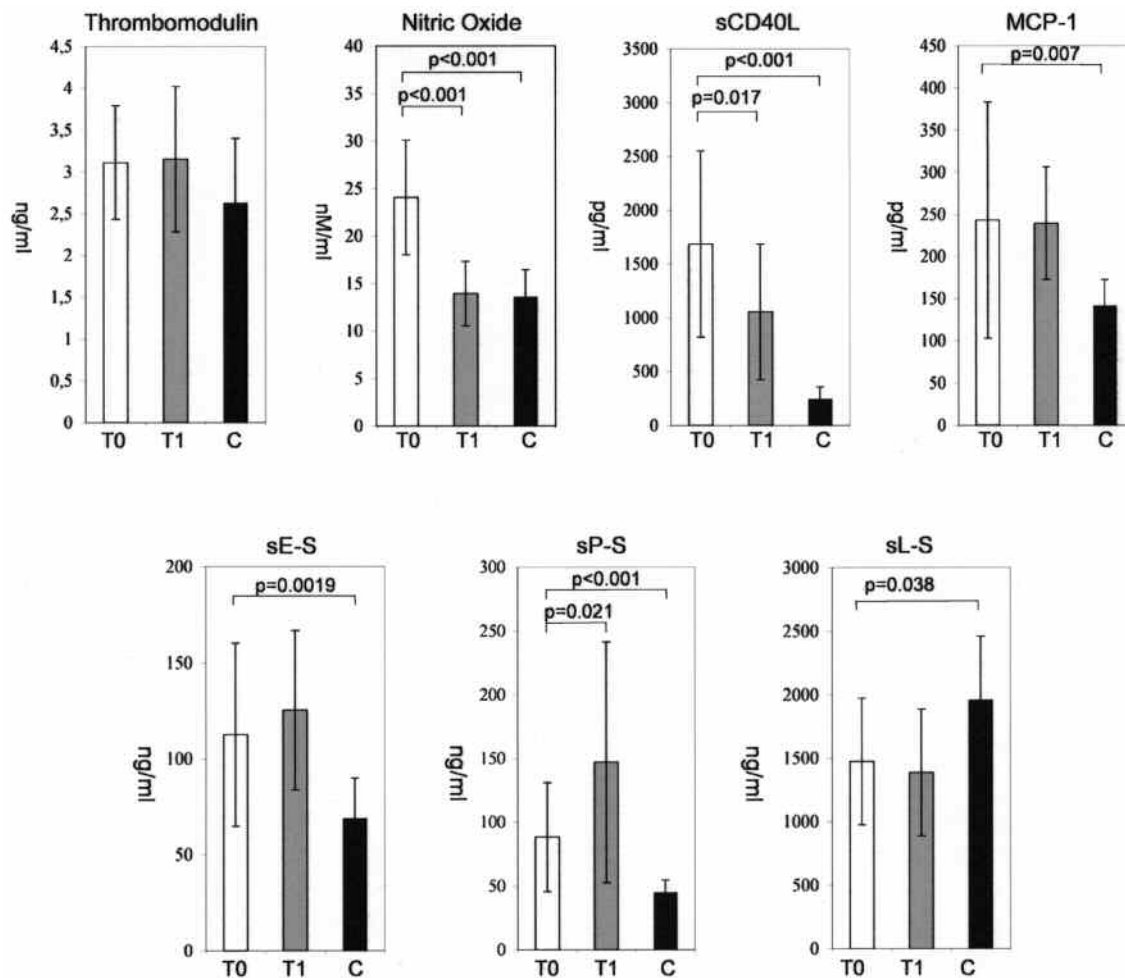 Thrombomodulin
4,5
4
3,5
3
2,5
2
1,5
1
0,5
0
ng/ml
T0 T1 C
Nitric Oxide
40
35
30
25
20
15
10
5
0
nM/ml
p<0.001
p<0.001
T0 T1 C
sCD40L
3500
3000
2500
2000
1500
1000
500
0
pg/ml
p<0.001
p=0.017
T0 T1 C
MCP-1
450
400
350
300
250
200
150
100
50
0
pg/ml
p=0.007
T0 T1 C
sE-S
200
150
100
50
0
ng/ml
p=0.0019
T0 T1 C
sP-S
300
250
200
150
100
50
0
ng/ml
p<0.001
p=0.021
T0 T1 C
sL-S
3000
2500
2000
1500
1000
500
0
ng/ml
p=0.038
T0 T1 C